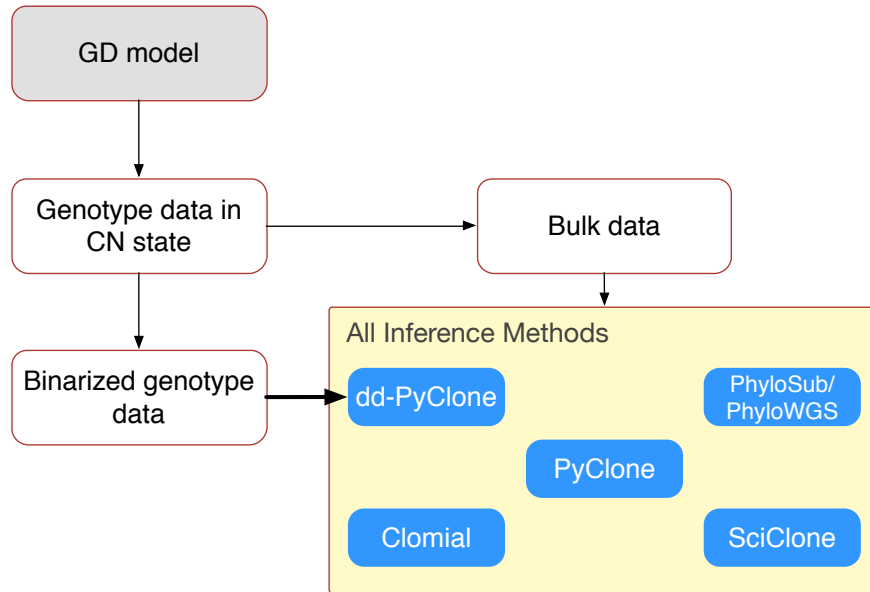 GD model
Genotype data in
CN state
Bulk data
All Inference Methods
Binarized genotype
data
dd-PyClone
PhyloSub/
PhyloWGS
PyClone
Clomial
SciClone